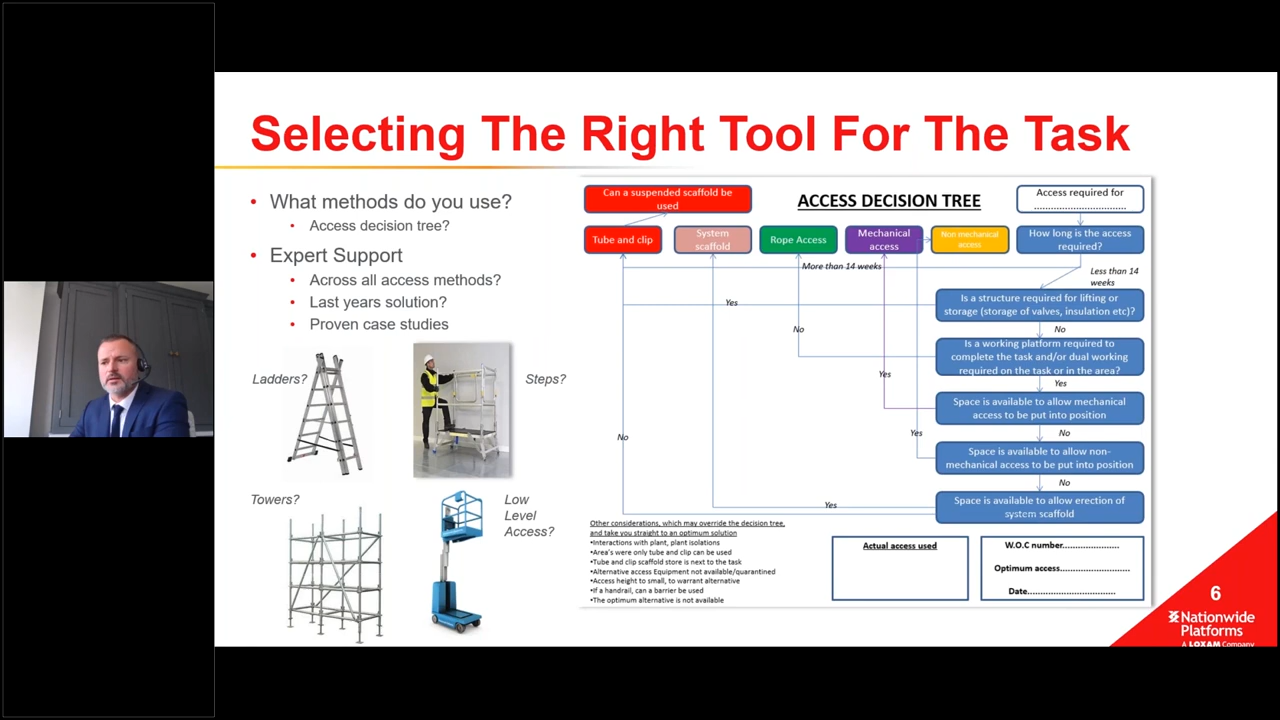 Selecting The Right Tool For The Task
• What methods do you use?
• Access decision tree?
• Expert Support
• Across all access methods?
• Last years solution?
• Proven case studies
Ladders?
Steps?
Towers?
Low
Level
Access?
Can a suspended scaffold be
used
ACCESS DECISION TREE
Access required for
..............................
Tube and clip
System
scaffold
Rope Access
Mechanical
access
Non mechanical
access
How long is the access
required?
More than 14 weeks
Less than 14
weeks
Is a structure required for lifting or
storage (storage of valves, insulation etc)?
Yes
No
No
Is a working platform required to
complete the task and/or dual working
required on the task or in the area?
Yes
Yes
Space is available to allow mechanical
access to be put into position
No
Yes
No
Space is available to allow non-
mechanical access to be put into position
No
Yes
Space is available to allow erection of
system scaffold
Other considerations, which may override the decision tree,
and take you straight to an optimum solution
•Interactions with plant, plant isolations
•Area's were only tube and clip can be used
•Tube and clip scaffold store is next to the task
•Alternative access Equipment not available/quarantined
•Access height to small, to warrant alternative
•If a handrail, can a barrier be used
•The optimum alternative is not available
Actual access used
W.O.C number...................
Optimum access.......................
Date.............................
6
Nationwide
Platforms
A LOXAM Company